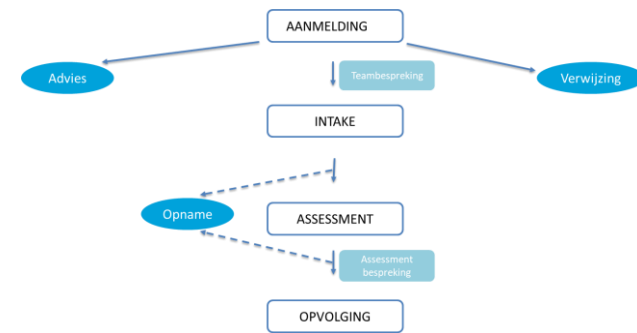 AANMELDING
Advies
Teambespreking
Verwijzing
INTAKE
Opname
ASSESSMENT
Assessment
bespreking
OPVOLGING